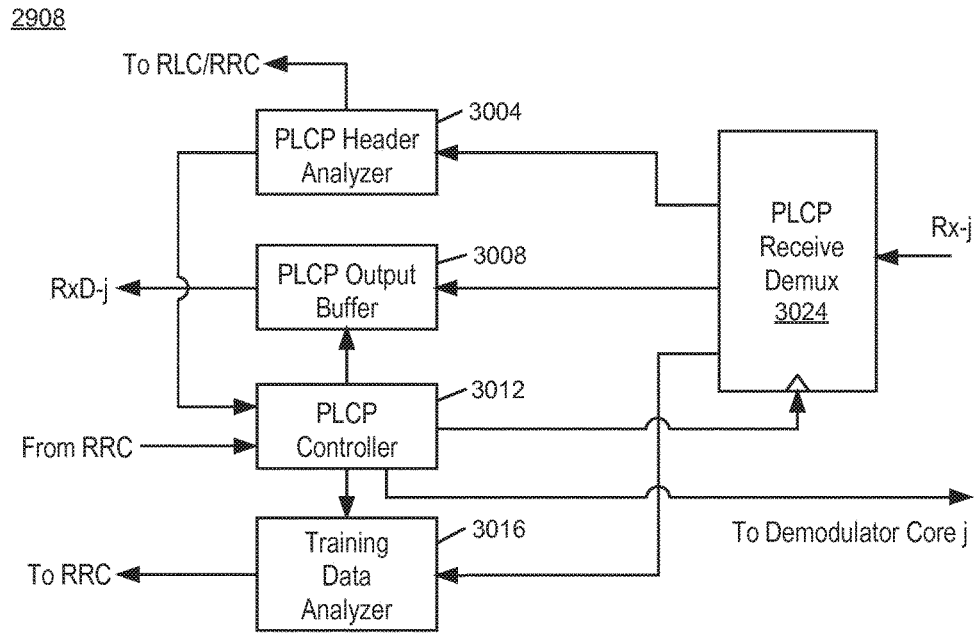 2908
To RLC/RRC
3004
PLCP Header
Analyzer
PLCP
Receive
Demux
3024
Rx-j
3008
PLCP Output
Buffer
RxD-j
3012
PLCP
Controller
From RRC
To Demodulator Core j
3016
Training
Data
Analyzer
To RRC